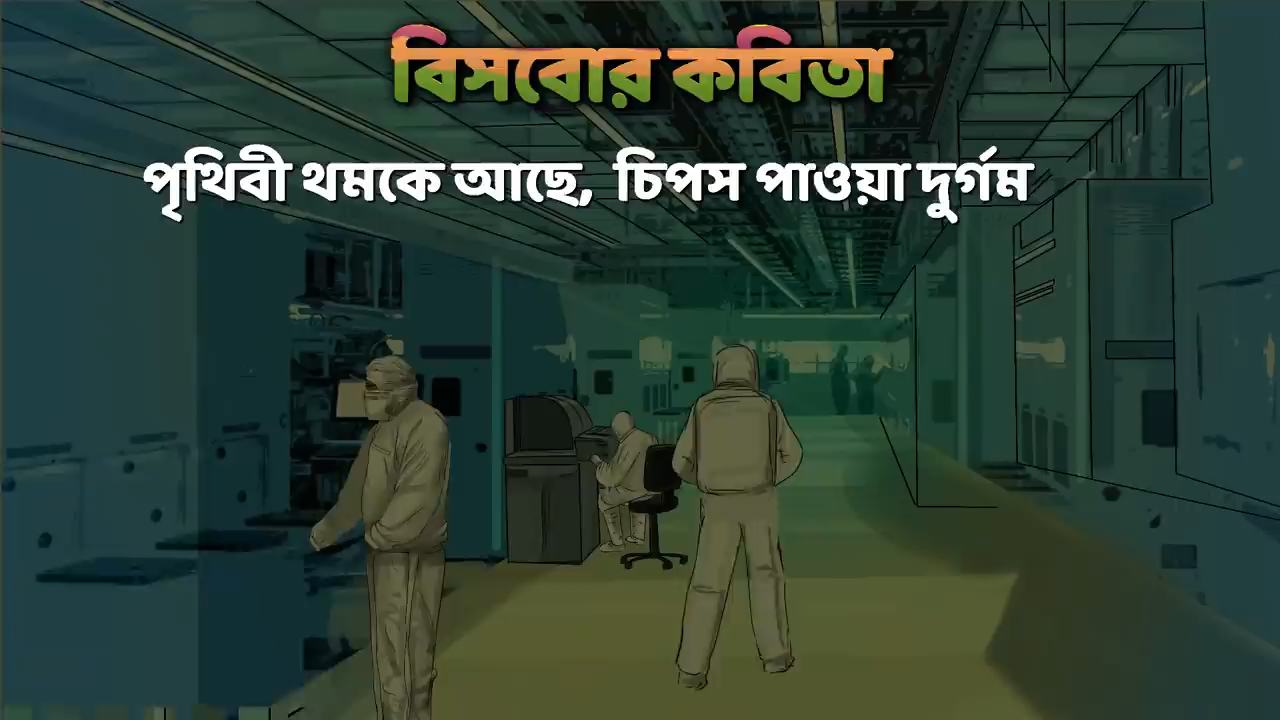 বিসবোর কবিতা
পৃথিবী থমকে আছে, চিপস পাওয়া দুর্গম